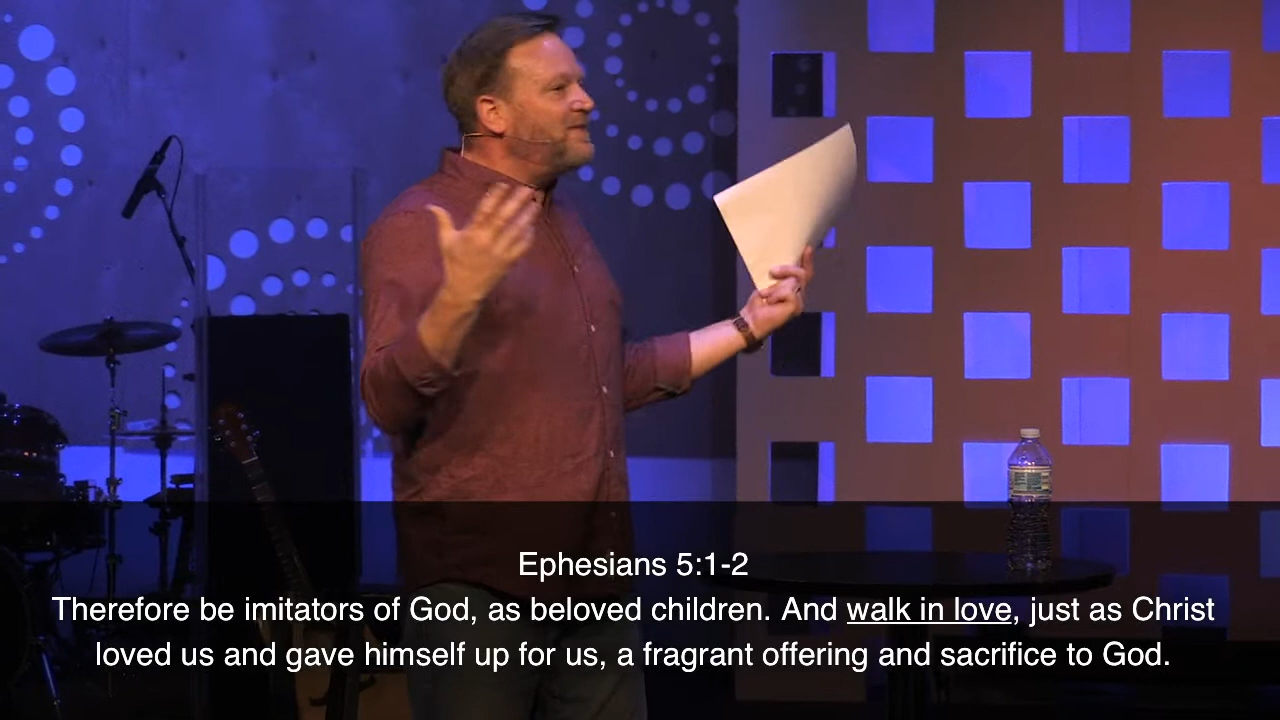 Ephesians 5:1-2
Therefore be imitators of God, as beloved children. And walk in love, just as Christ
loved us and gave himself up for us, a fragrant offering and sacrifice to God.